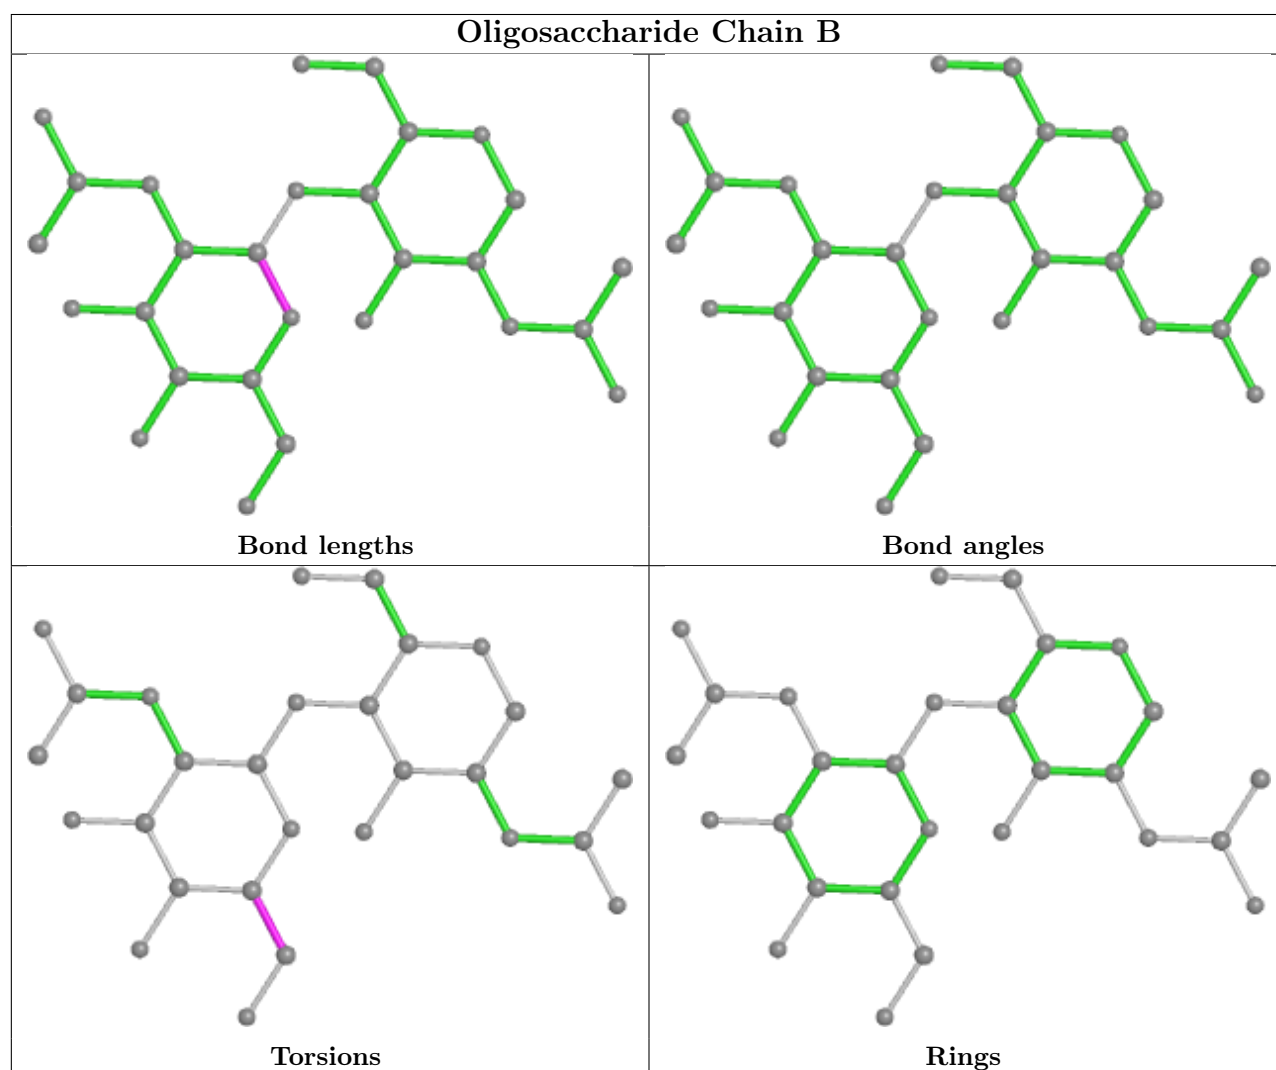 Oligosaccharide Chain B
Bond lengths
Bond angles
Torsions
Rings